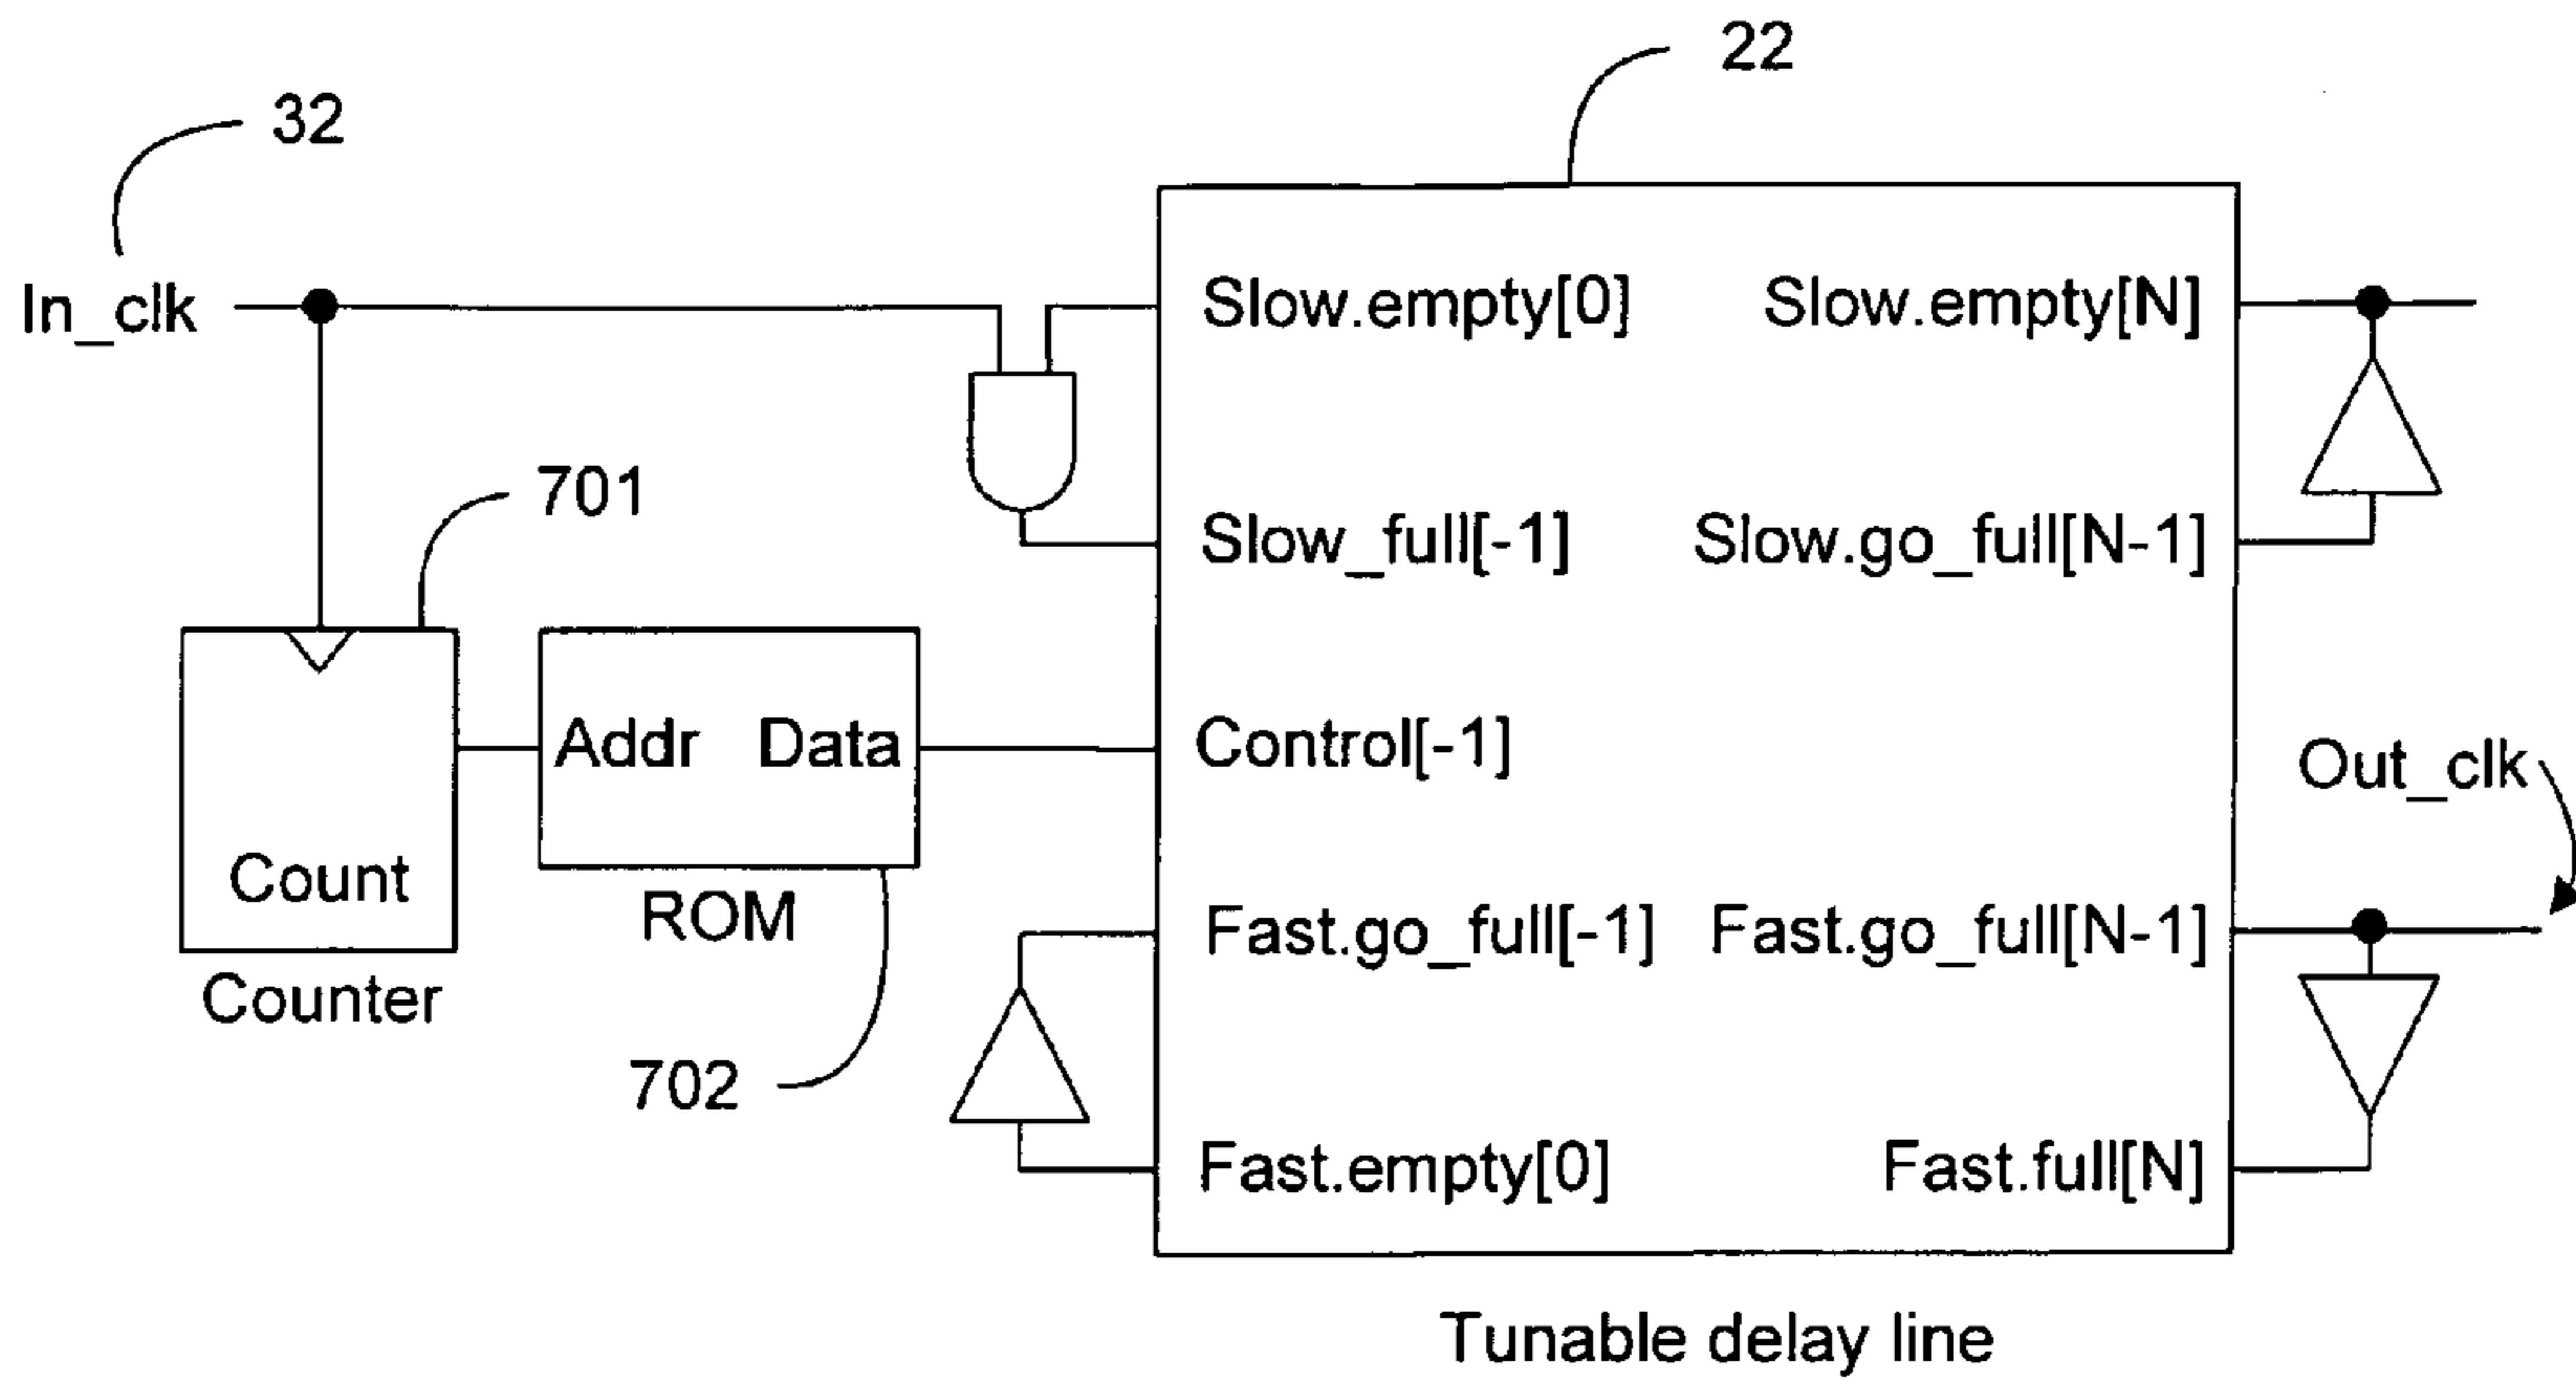 22
32
In_clk
Slow.empty[0] Slow.empty[N]
701
Slow_full[-1] Slow.go_full[N-1]
Addr Data
Control[-1]
Out_clk
Count
ROM
Fast.go_full[-1] Fast.go_full[N-1]
Counter
702
Fast.empty[0] Fast.full[N]
Tunable delay line